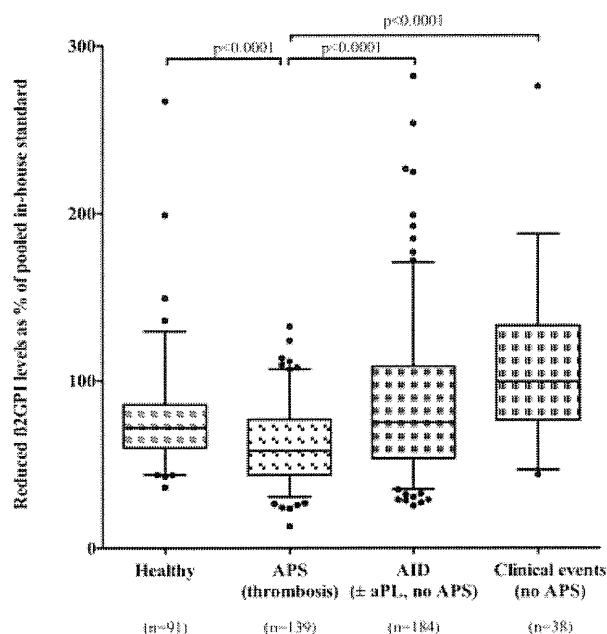 p<0.0001
p<0.0001 p<0.0001
300
200
100
0
Reduced ß2GPI levels as % of pooled in-house standard
Healthy APS AID Clinical events
(thrombosis) (± aPL, no APS) (no APS)
(n=91) (n=139) (n=184) (n=38)